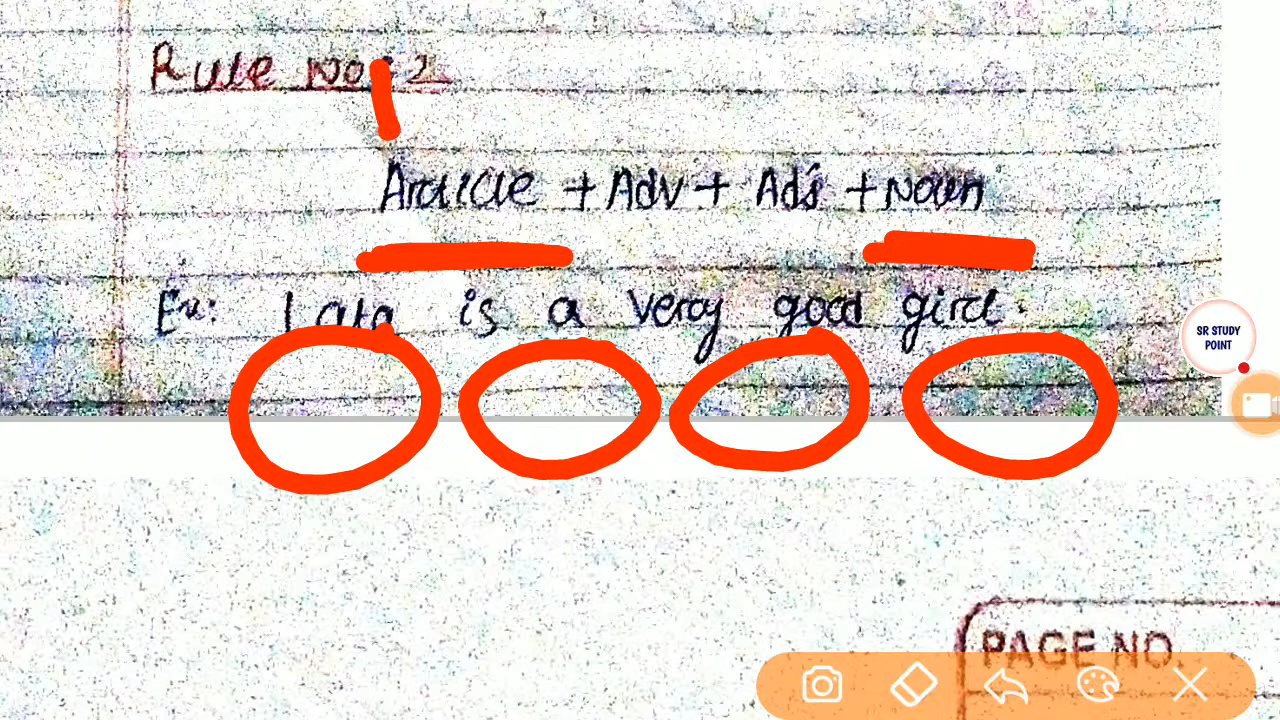 Rule No:2
Article + Adv + Adj + Noun
Ex: Lata is a very good girl.
SR STUDY
POINT
PAGE NO.